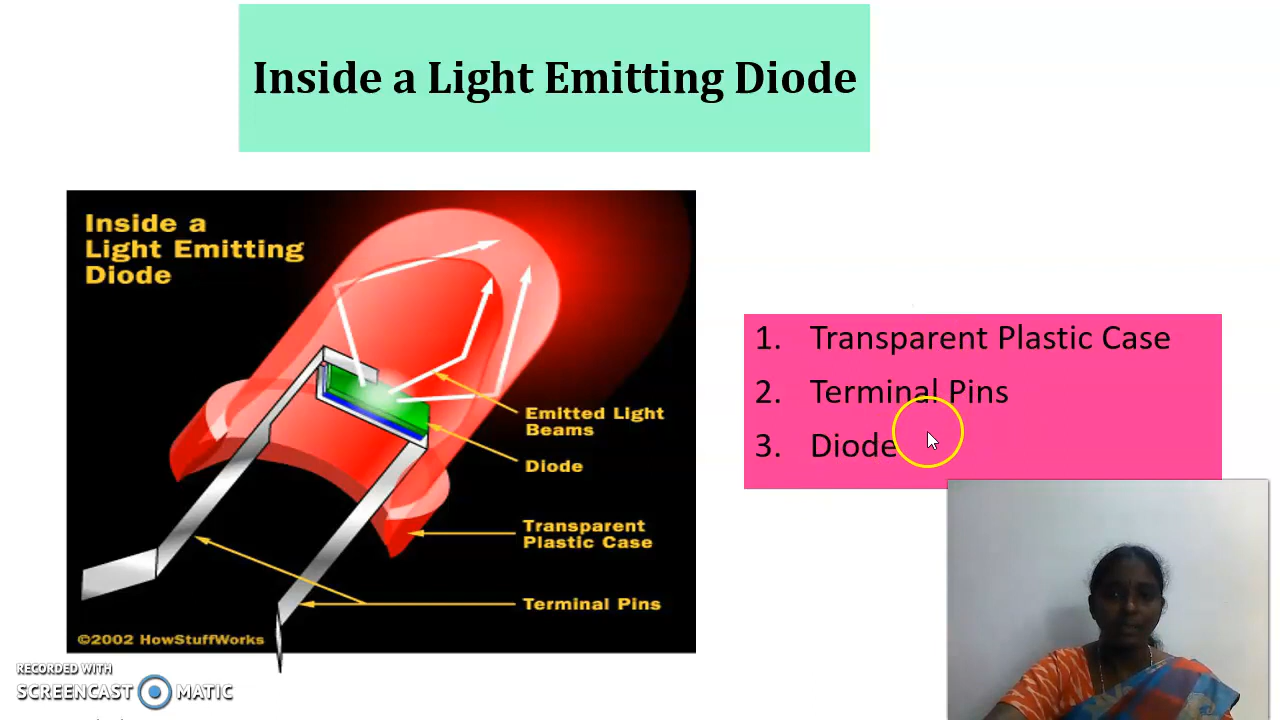 Inside a Light Emitting Diode
Inside a
Light Emitting
Diode
Emitted Light
Beams
Diode
Transparent
Plastic Case
Terminal Pins
©2002 HowStuffWorks
1. Transparent Plastic Case
2. Terminal Pins
3. Diode
RECORDED WITH
SCREENCAST MATIC